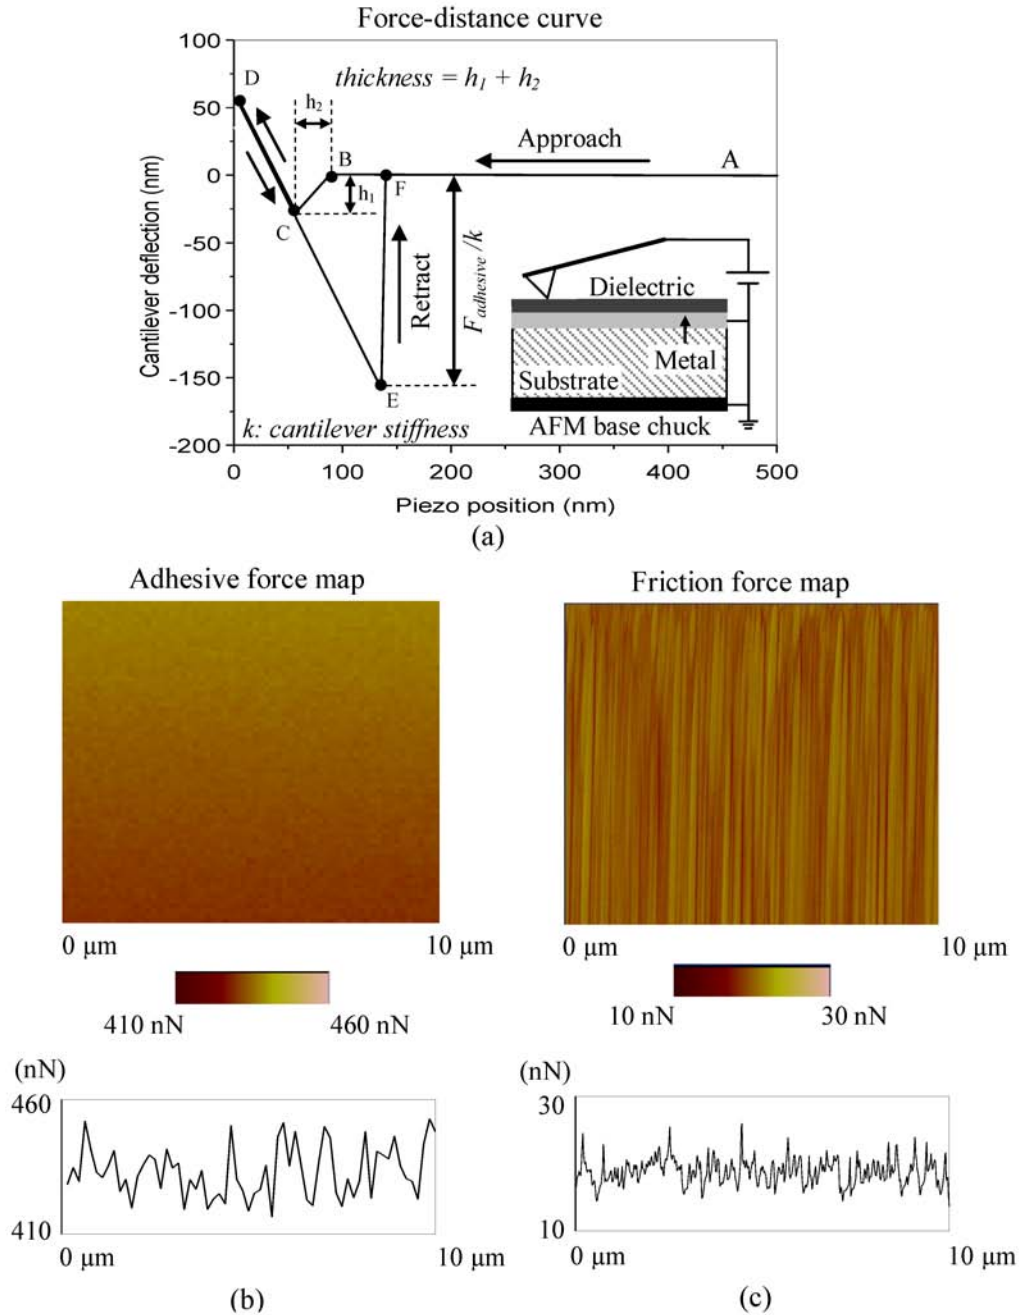 Force-distance curve
100
50
0
-50
-100
-150
-200
Cantilever deflection (nm)
D
thickness = h1 + h2
h2
Approach
A
B
F
h1
C
Retract
Fadhesive/k
E
Dielectric
Metal
Substrate
AFM base chuck
k: cantilever stiffness
0 100 200 300 400 500
Piezo position (nm)
(a)
Adhesive force map
Friction force map
0 μm 10 μm
0 μm 10 μm
410 nN 460 nN
10 nN 30 nN
(nN)
460
410
0 μm 10 μm
(b)
(nN)
30
10
0 μm 10 μm
(c)